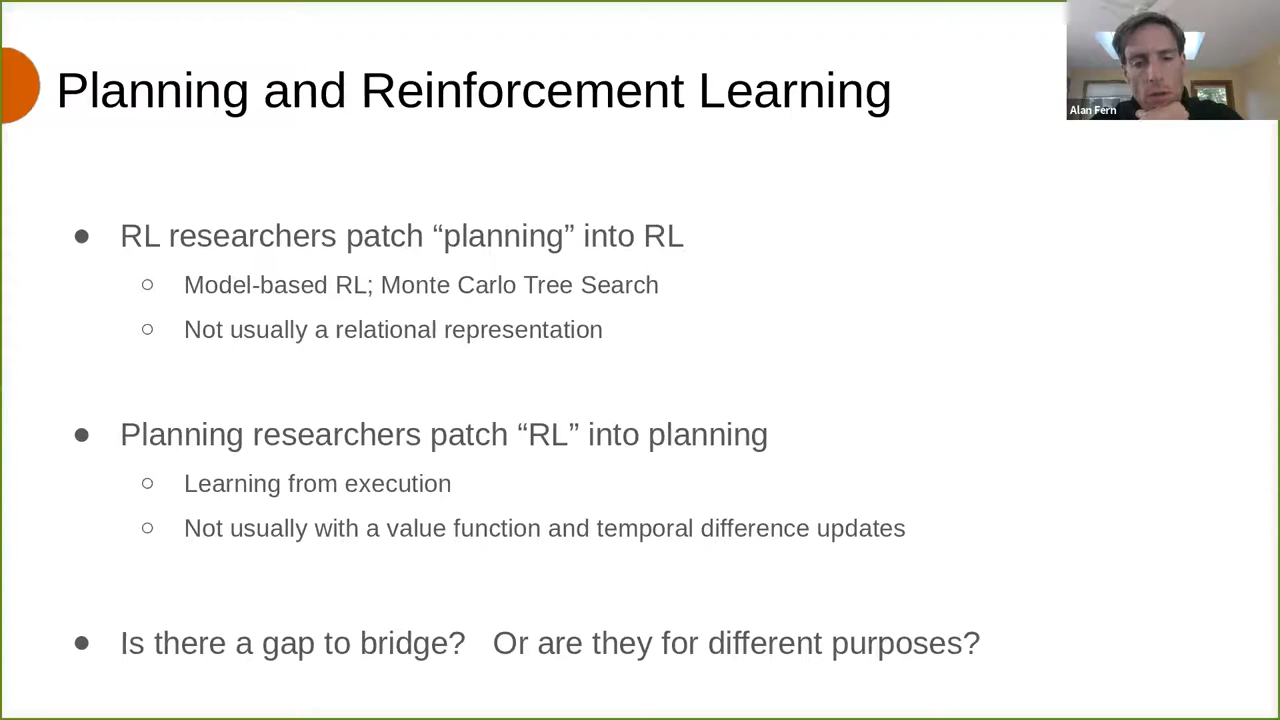 Planning and Reinforcement Learning
Alan Fern
● RL researchers patch “planning” into RL
○ Model-based RL; Monte Carlo Tree Search
○ Not usually a relational representation
● Planning researchers patch “RL” into planning
○ Learning from execution
○ Not usually with a value function and temporal difference updates
● Is there a gap to bridge? Or are they for different purposes?